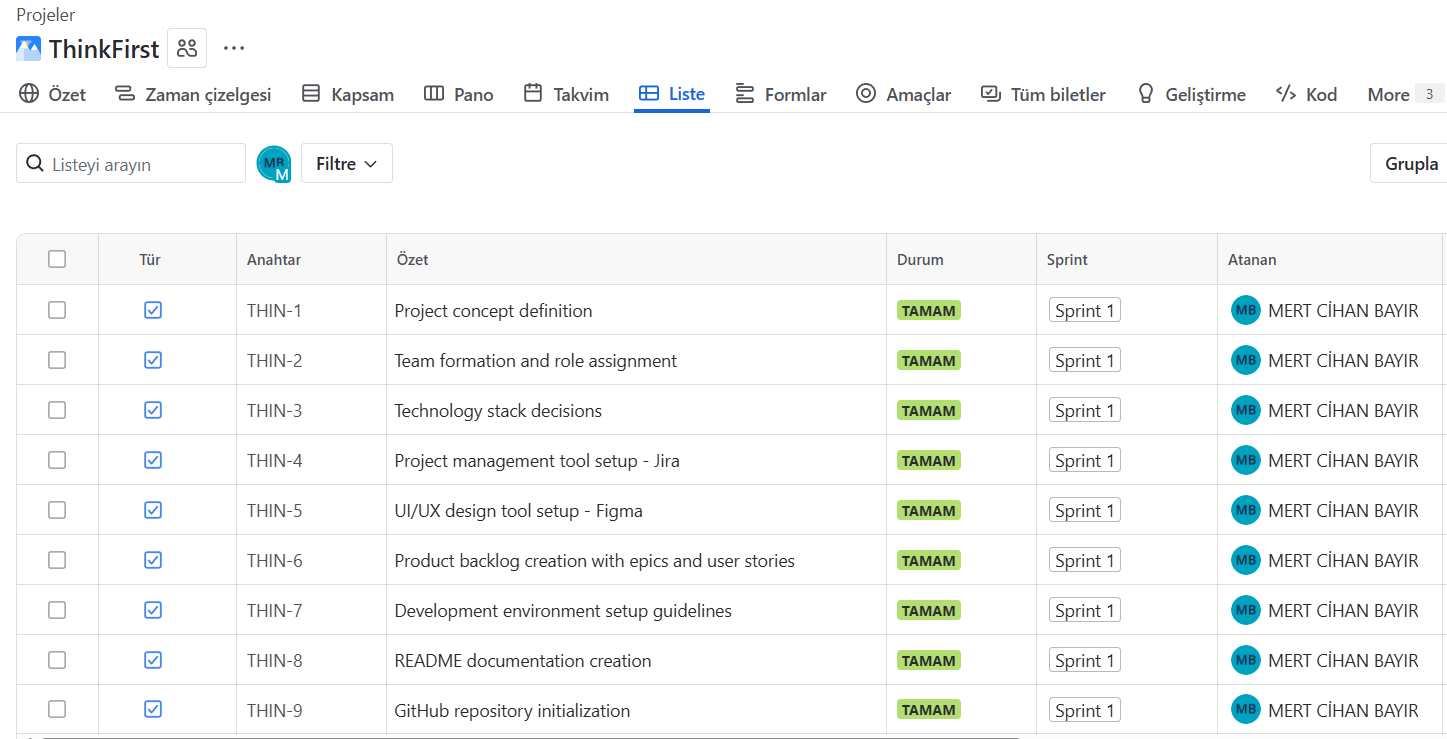 Projeler
ThinkFirst
Özet Zaman çizelgesi Kapsam Pano Takvim Liste Formlar Amaçlar Tüm biletler Geliştirme Kod More 3
Listeyi arayın MB M Filtre Grupla
Tür Anahtar Özet Durum Sprint Atanan
THIN-1 Project concept definition TAMAM Sprint 1 MB MERT CİHAN BAYIR
THIN-2 Team formation and role assignment TAMAM Sprint 1 MB MERT CİHAN BAYIR
THIN-3 Technology stack decisions TAMAM Sprint 1 MB MERT CİHAN BAYIR
THIN-4 Project management tool setup - Jira TAMAM Sprint 1 MB MERT CİHAN BAYIR
THIN-5 UI/UX design tool setup - Figma TAMAM Sprint 1 MB MERT CİHAN BAYIR
THIN-6 Product backlog creation with epics and user stories TAMAM Sprint 1 MB MERT CİHAN BAYIR
THIN-7 Development environment setup guidelines TAMAM Sprint 1 MB MERT CİHAN BAYIR
THIN-8 README documentation creation TAMAM Sprint 1 MB MERT CİHAN BAYIR
THIN-9 GitHub repository initialization TAMAM Sprint 1 MB MERT CİHAN BAYIR